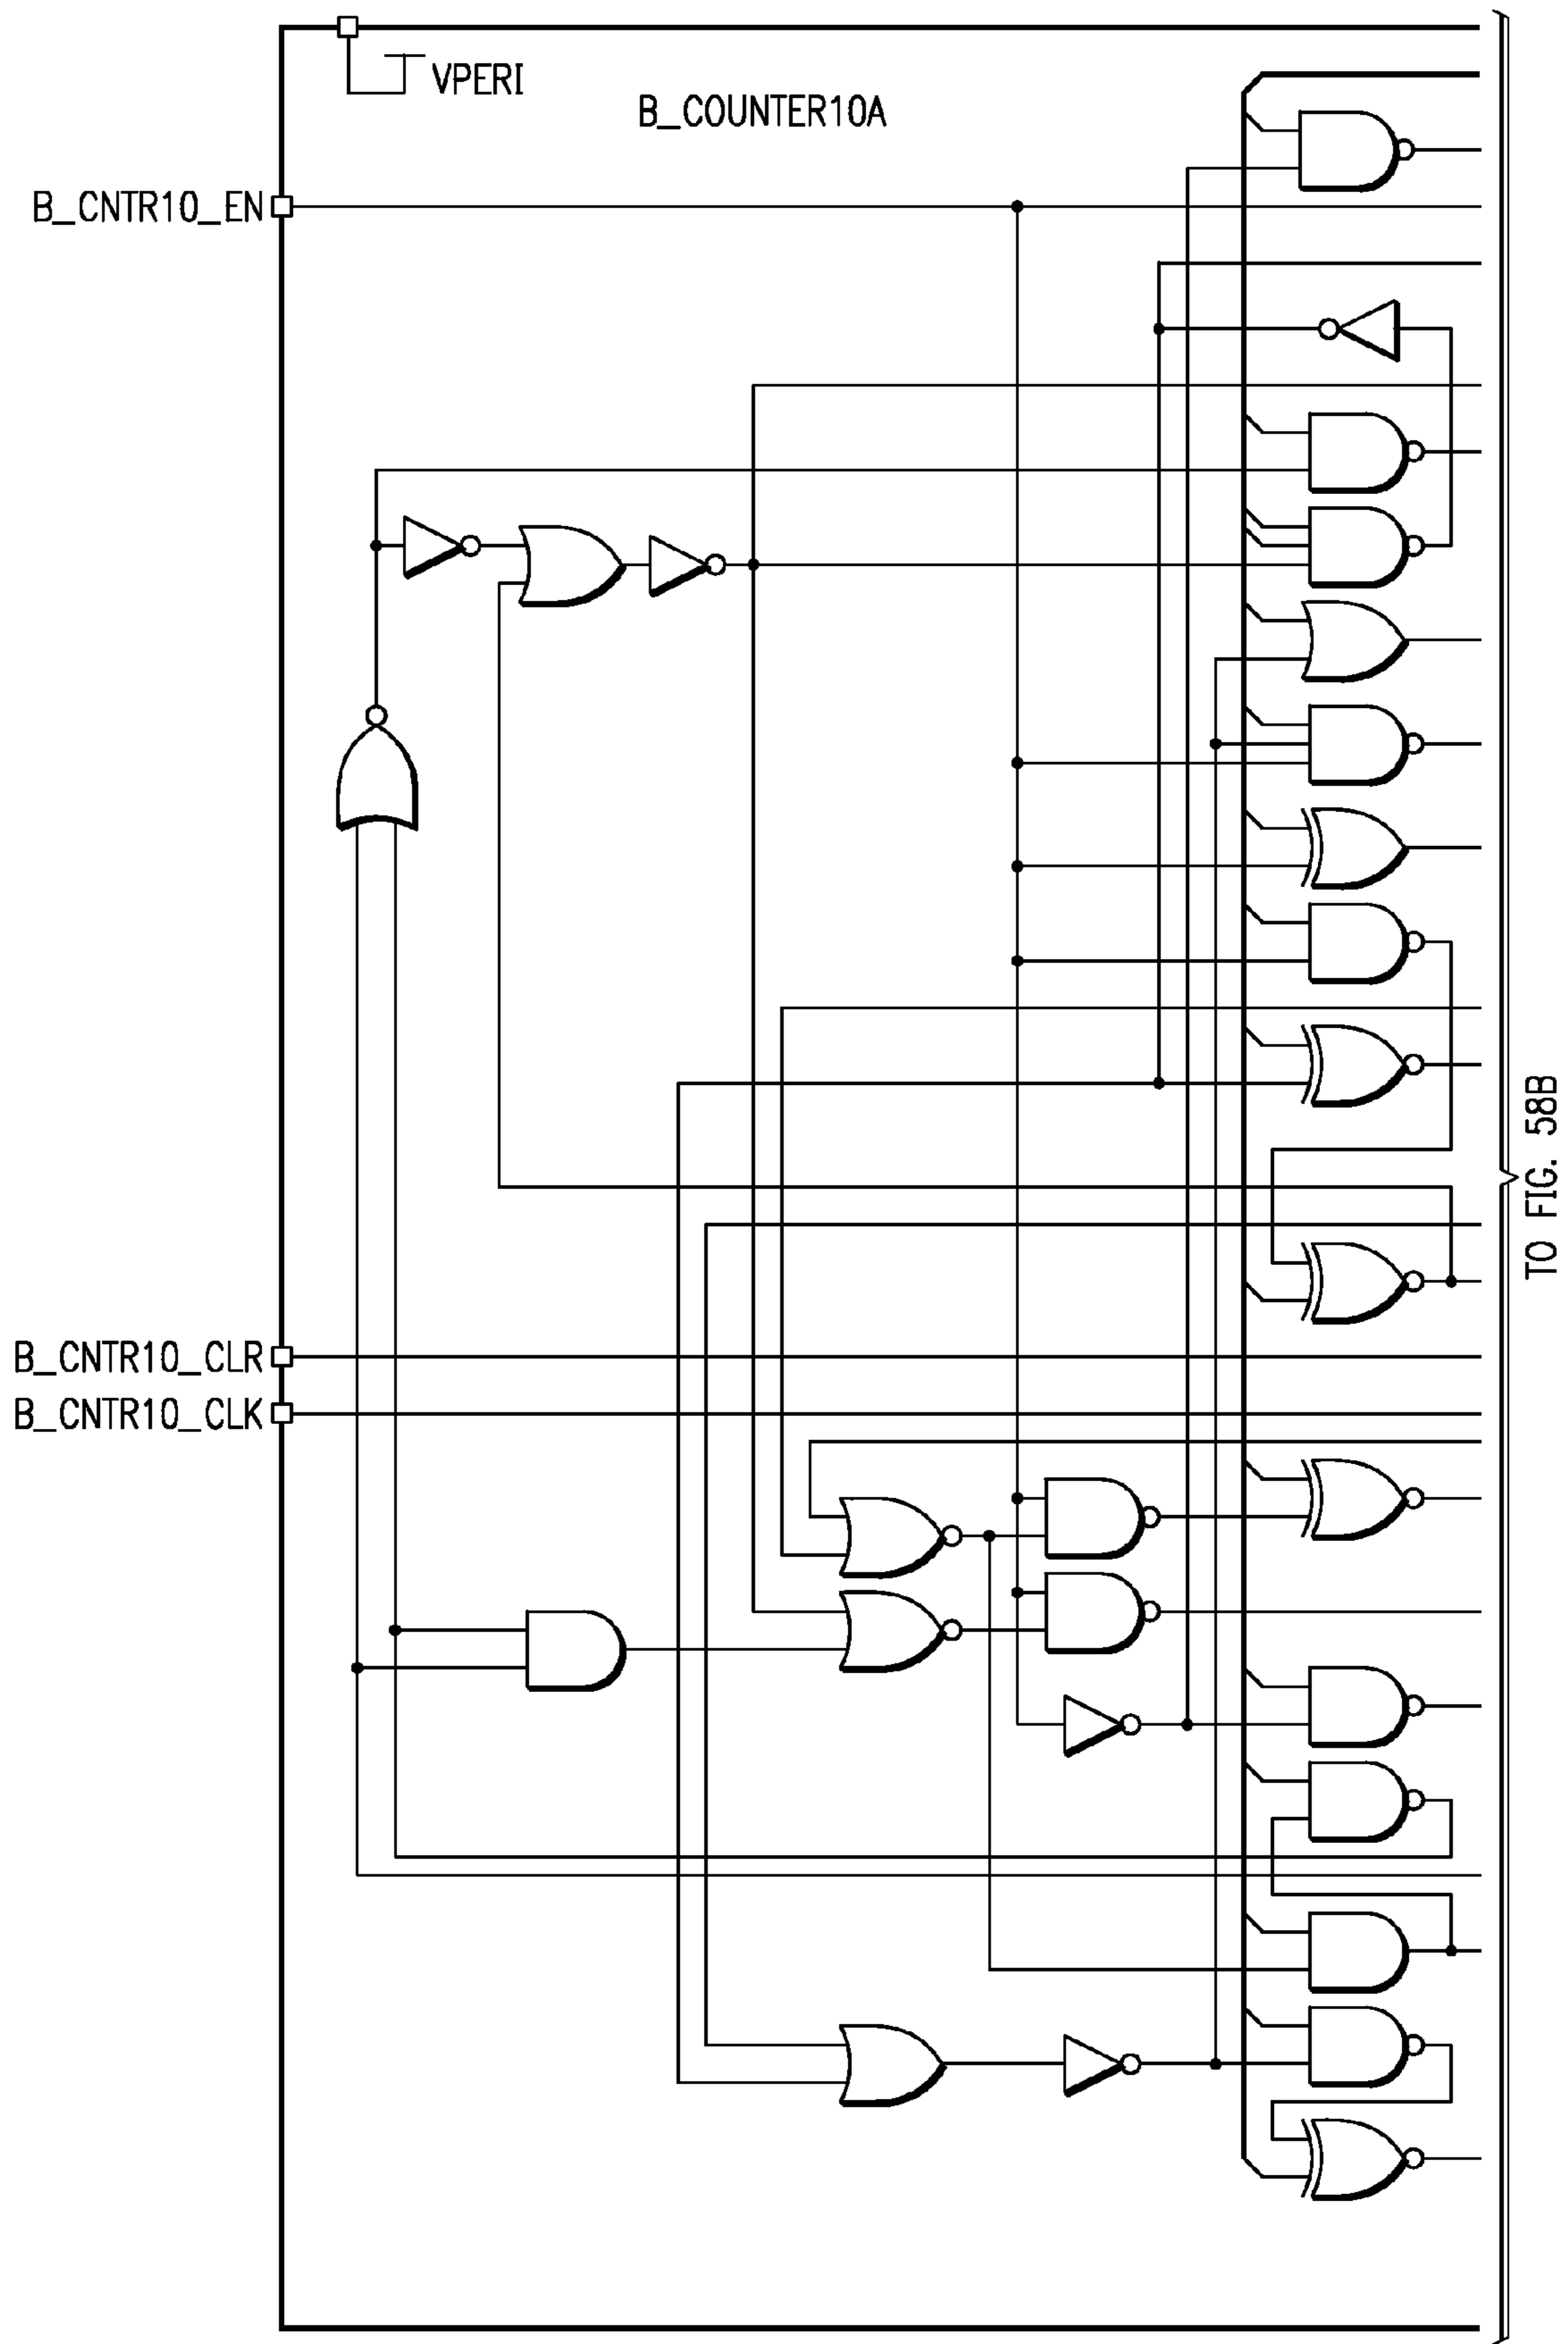 VPERI
B_COUNTER10A
B_CNTR10_EN
B_CNTR10_CLR
B_CNTR10_CLK
TO FIG. 58B